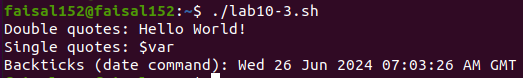 faisal152@faisal152:~$ ./lab10-3.sh
Double quotes: Hello World!
Single quotes: $var
Backticks (date command): Wed 26 Jun 2024 07:03:26 AM GMT